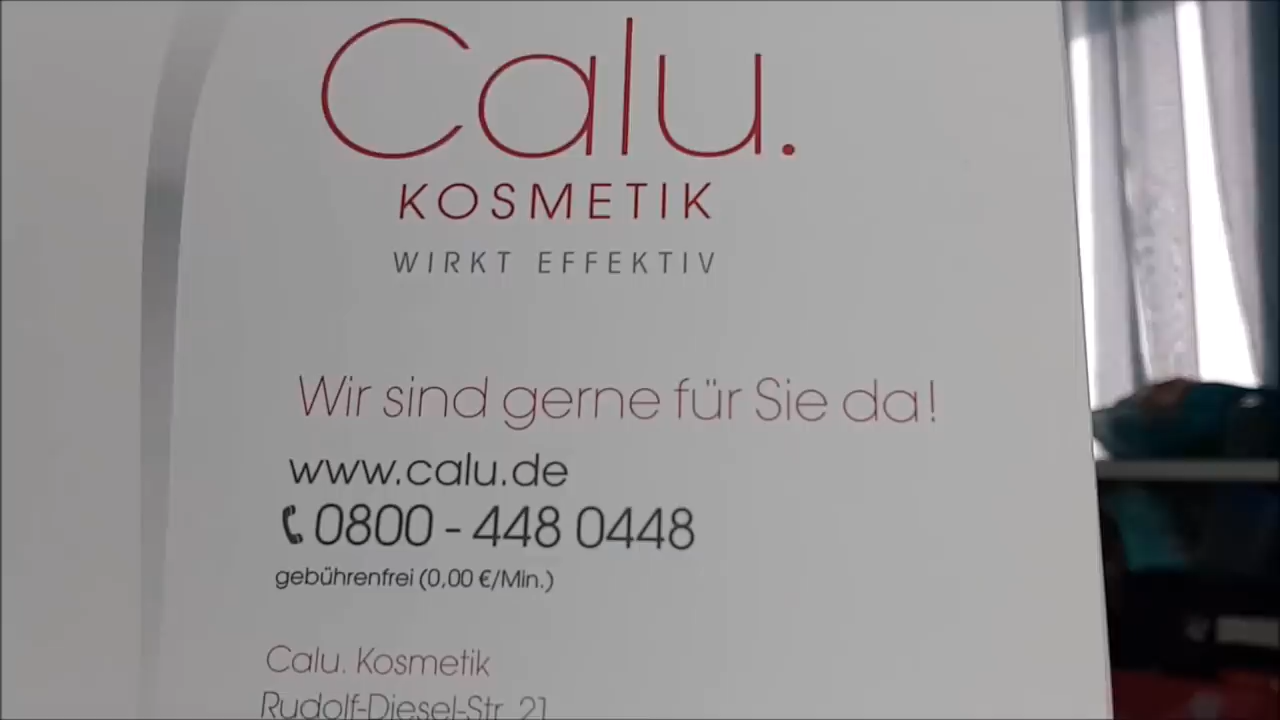 Calu.
KOSMETIK
WIRKT EFFEKTIV
Wir sind gerne für Sie da!
www.calu.de
0800 - 448 0448
gebührenfrei (0,00 €/Min.)
Calu. Kosmetik
Rudolf-Diesel-Str. 21